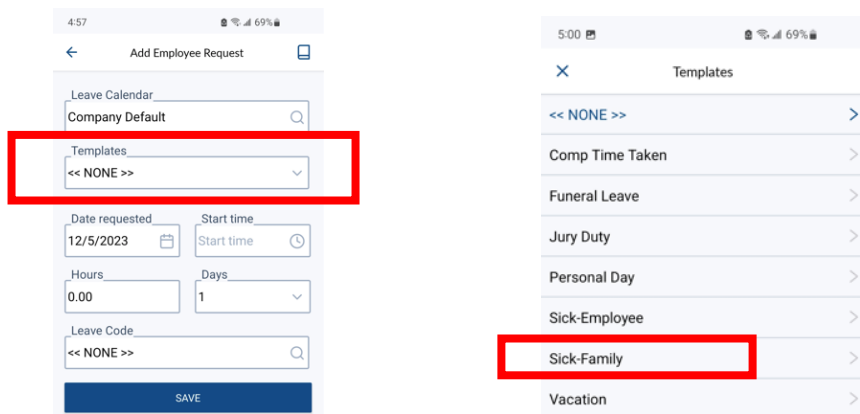 4:57 69%
Add Employee Request
Leave Calendar
Company Default
Templates
<< NONE >>
Date requested Start time
12/5/2023 Start time
Hours Days
0.00 1
Leave Code
<< NONE >>
SAVE
5:00 69%
Templates
<< NONE >>
Comp Time Taken
Funeral Leave
Jury Duty
Personal Day
Sick-Employee
Sick-Family
Vacation